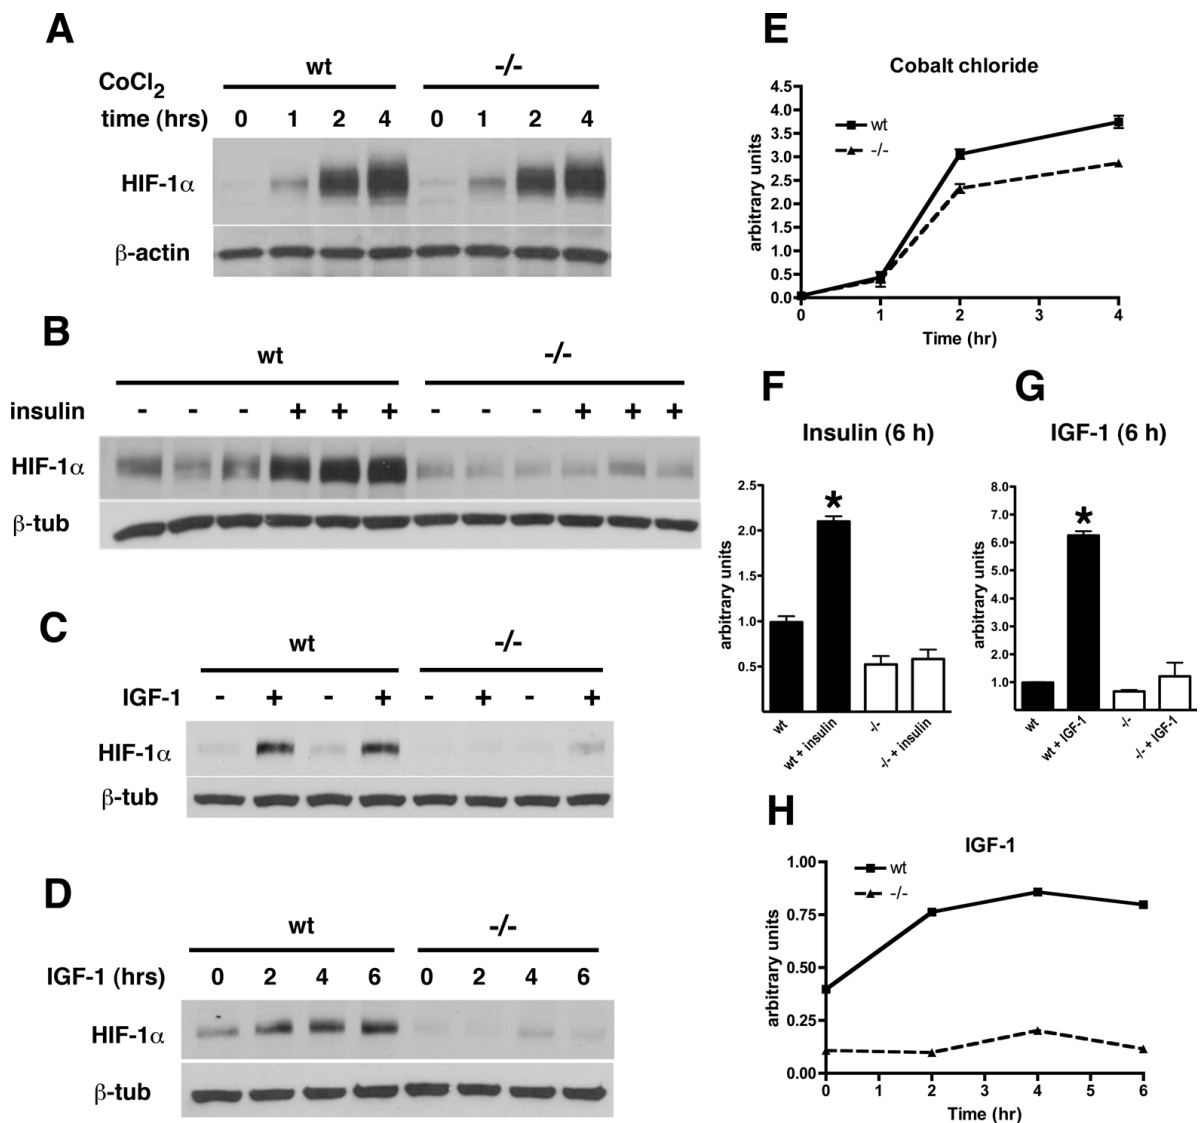 A
wt -/-
CoCl2
time (hrs) 0 1 2 4 0 1 2 4
HIF-1α
β-actin
B
wt -/-
insulin - - - + + + - - - + + +
HIF-1α
β-tub
C
wt -/-
IGF-1 - + - + - + - +
HIF-1α
β-tub
D
wt -/-
IGF-1 (hrs) 0 2 4 6 0 2 4 6
HIF-1α
β-tub
E
Cobalt chloride
4.5
4.0
3.5
3.0
2.5
2.0
1.5
1.0
0.5
0.0
arbitrary units
wt
-/-
0 1 2 3 4
Time (hr)
F
Insulin (6 h)
2.5
2.0
1.5
1.0
0.5
arbitrary units
*
wt
wt + insulin
-/-
-/- + insulin
G
IGF-1 (6 h)
8.0
7.0
6.0
5.0
4.0
3.0
2.0
1.0
arbitrary units
*
wt
wt + IGF-1
-/-
-/- + IGF-1
H
IGF-1
1.00
0.75
0.50
0.25
0.00
arbitrary units
wt
-/-
0 1 2 3 4 5 6
Time (hr)